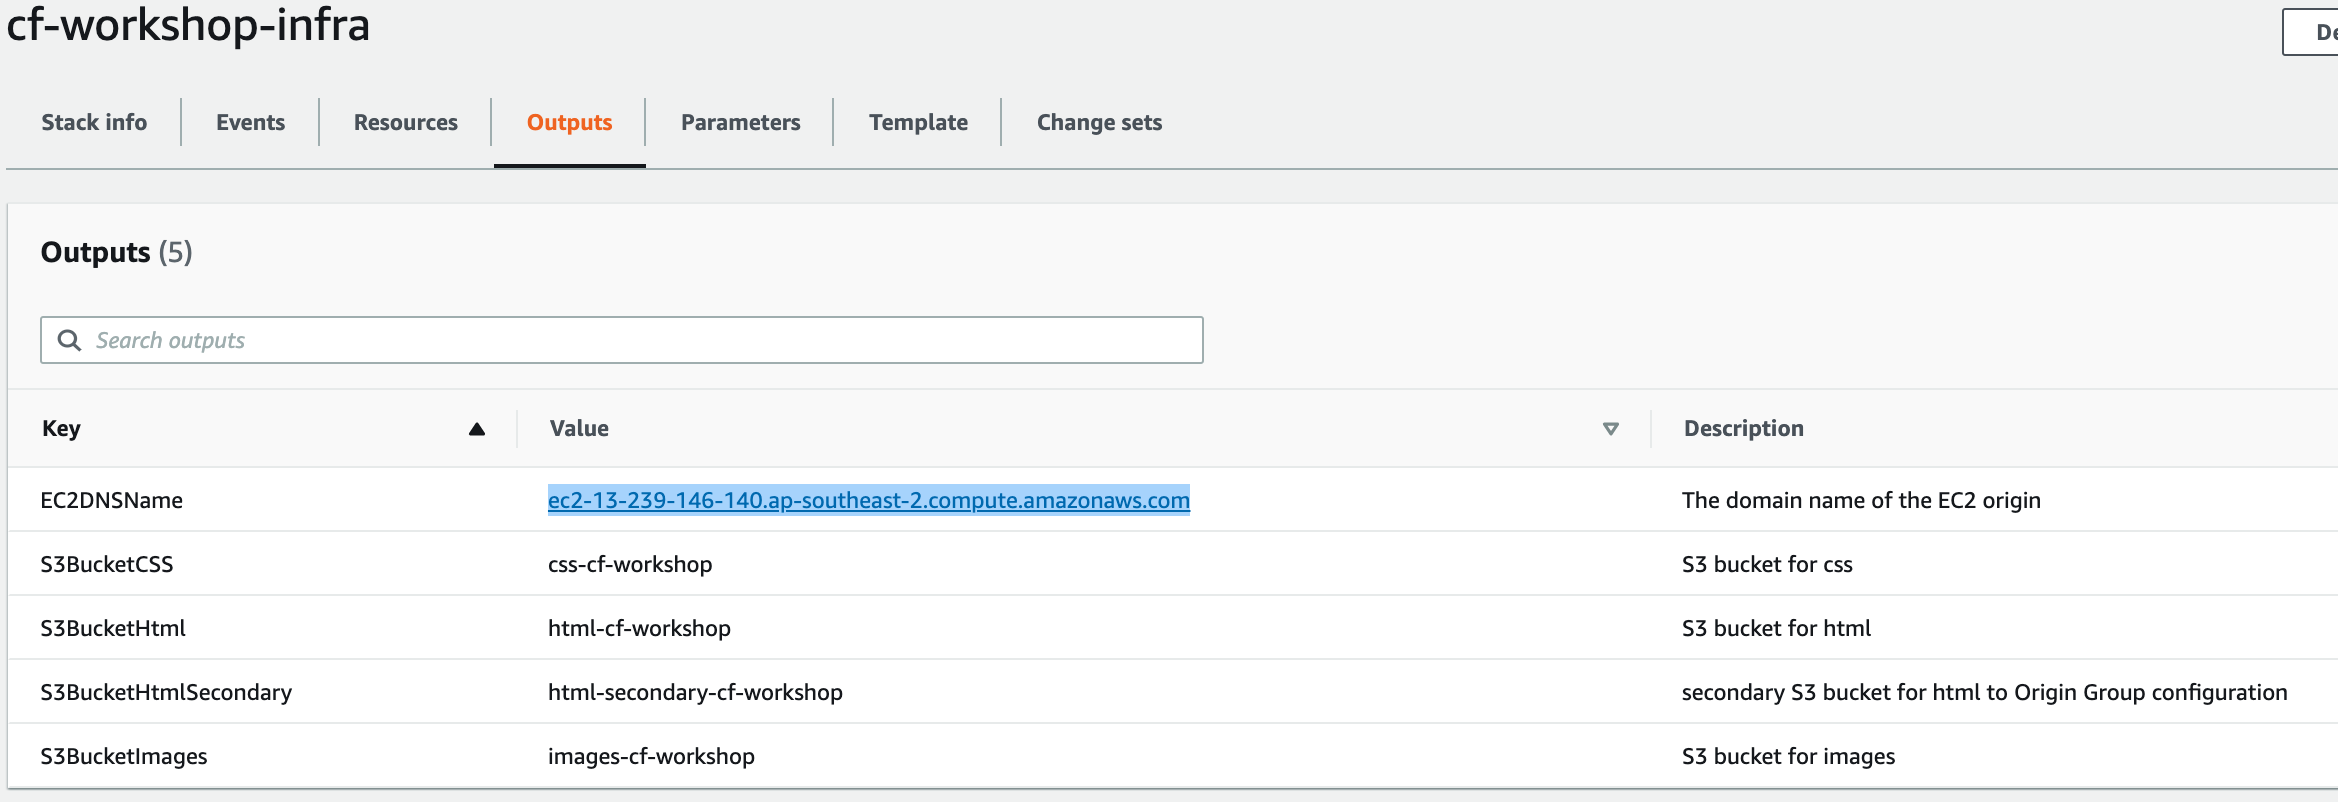 cf-workshop-infra
De
Stack info Events Resources Outputs Parameters Template Change sets
Outputs (5)
Search outputs
Key Value Description
EC2DNSName ec2-13-239-146-140.ap-southeast-2.compute.amazonaws.com The domain name of the EC2 origin
S3BucketCSS css-cf-workshop S3 bucket for css
S3BucketHtml html-cf-workshop S3 bucket for html
S3BucketHtmlSecondary html-secondary-cf-workshop secondary S3 bucket for html to Origin Group configuration
S3BucketImages images-cf-workshop S3 bucket for images